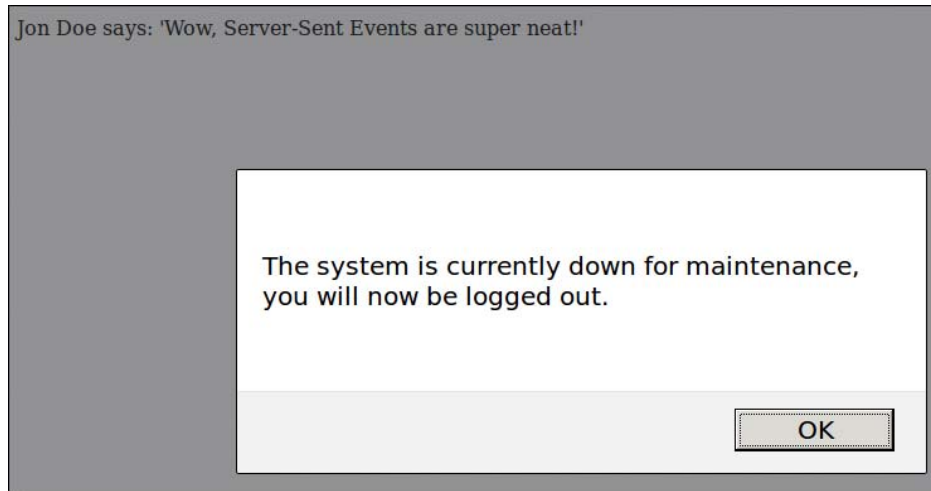 Jon Doe says: 'Wow, Server-Sent Events are super neat!'
The system is currently down for maintenance,
you will now be logged out.
OK